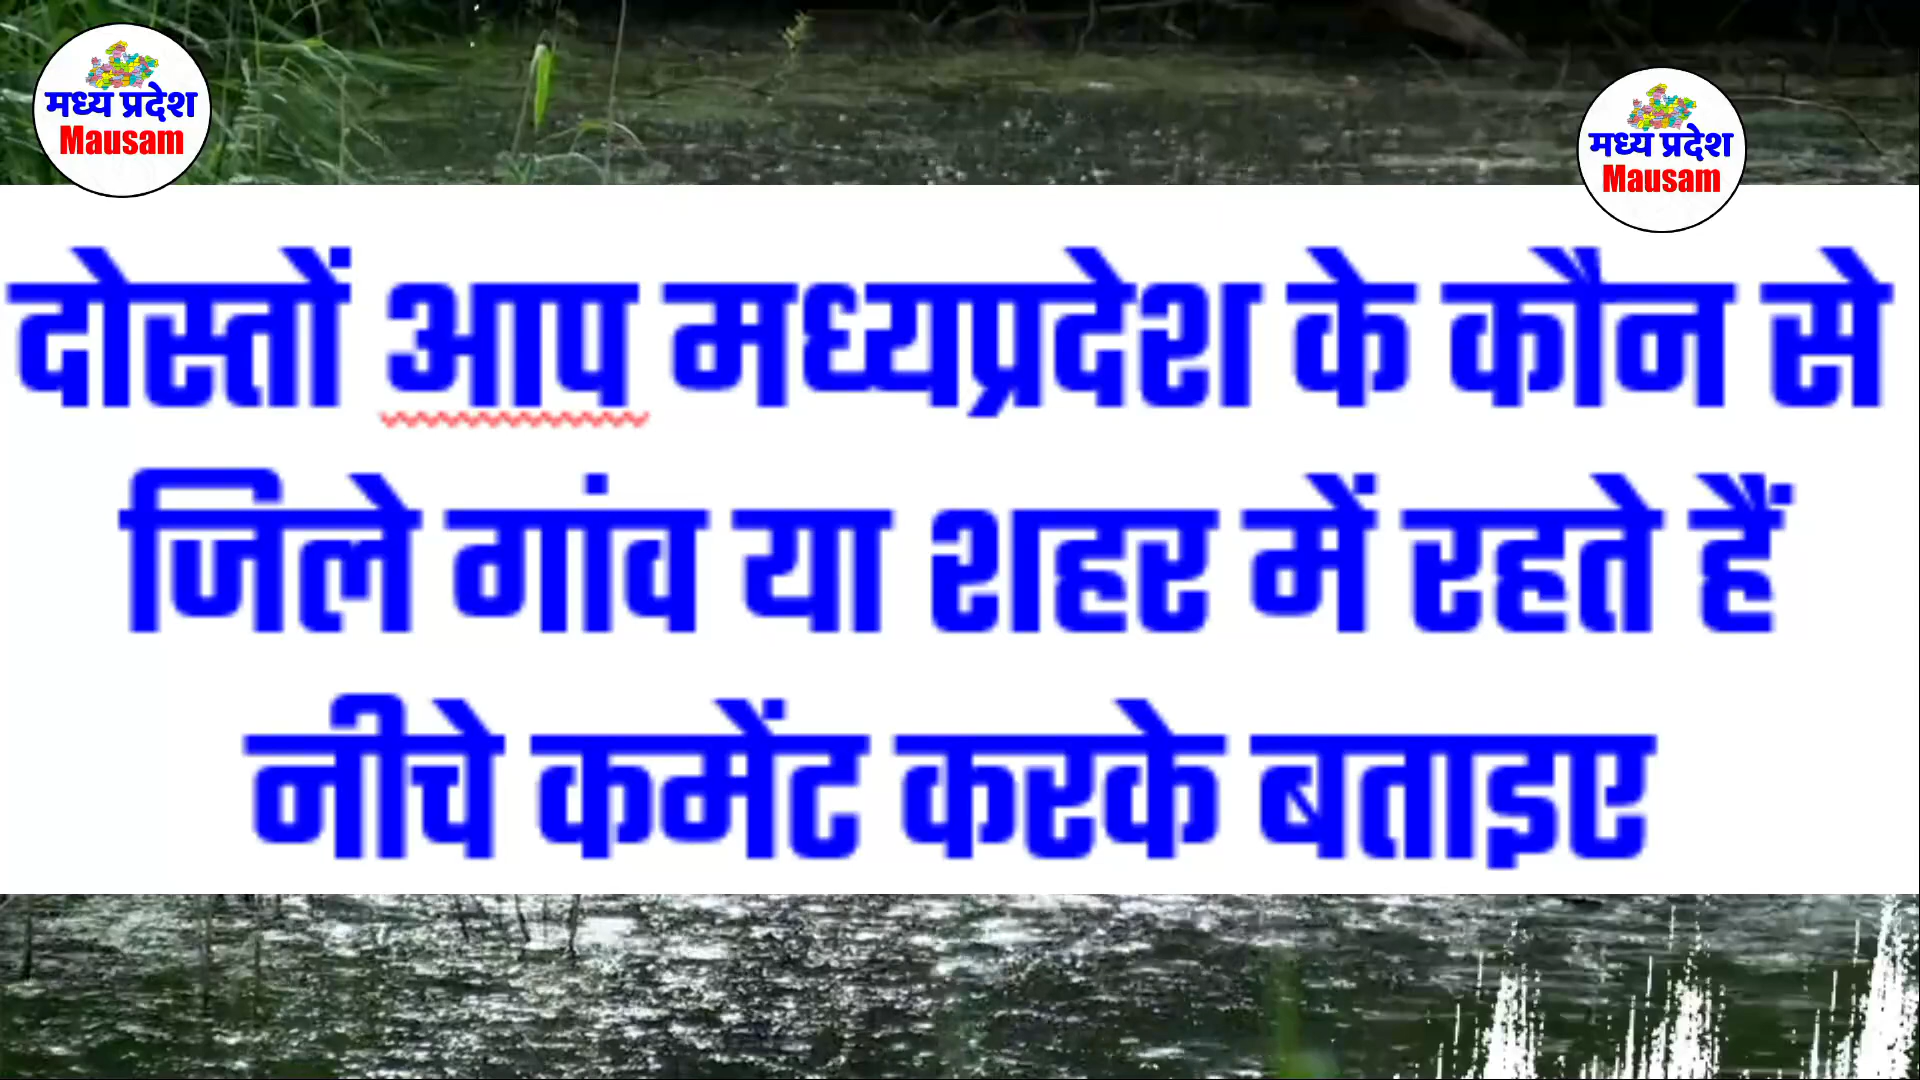 मध्य प्रदेश
Mausam
मध्य प्रदेश
Mausam
दोस्तों आप मध्यप्रदेश के कौन से
जिले गांव या शहर में रहते हैं
नीचे कमेंट करके बताइए